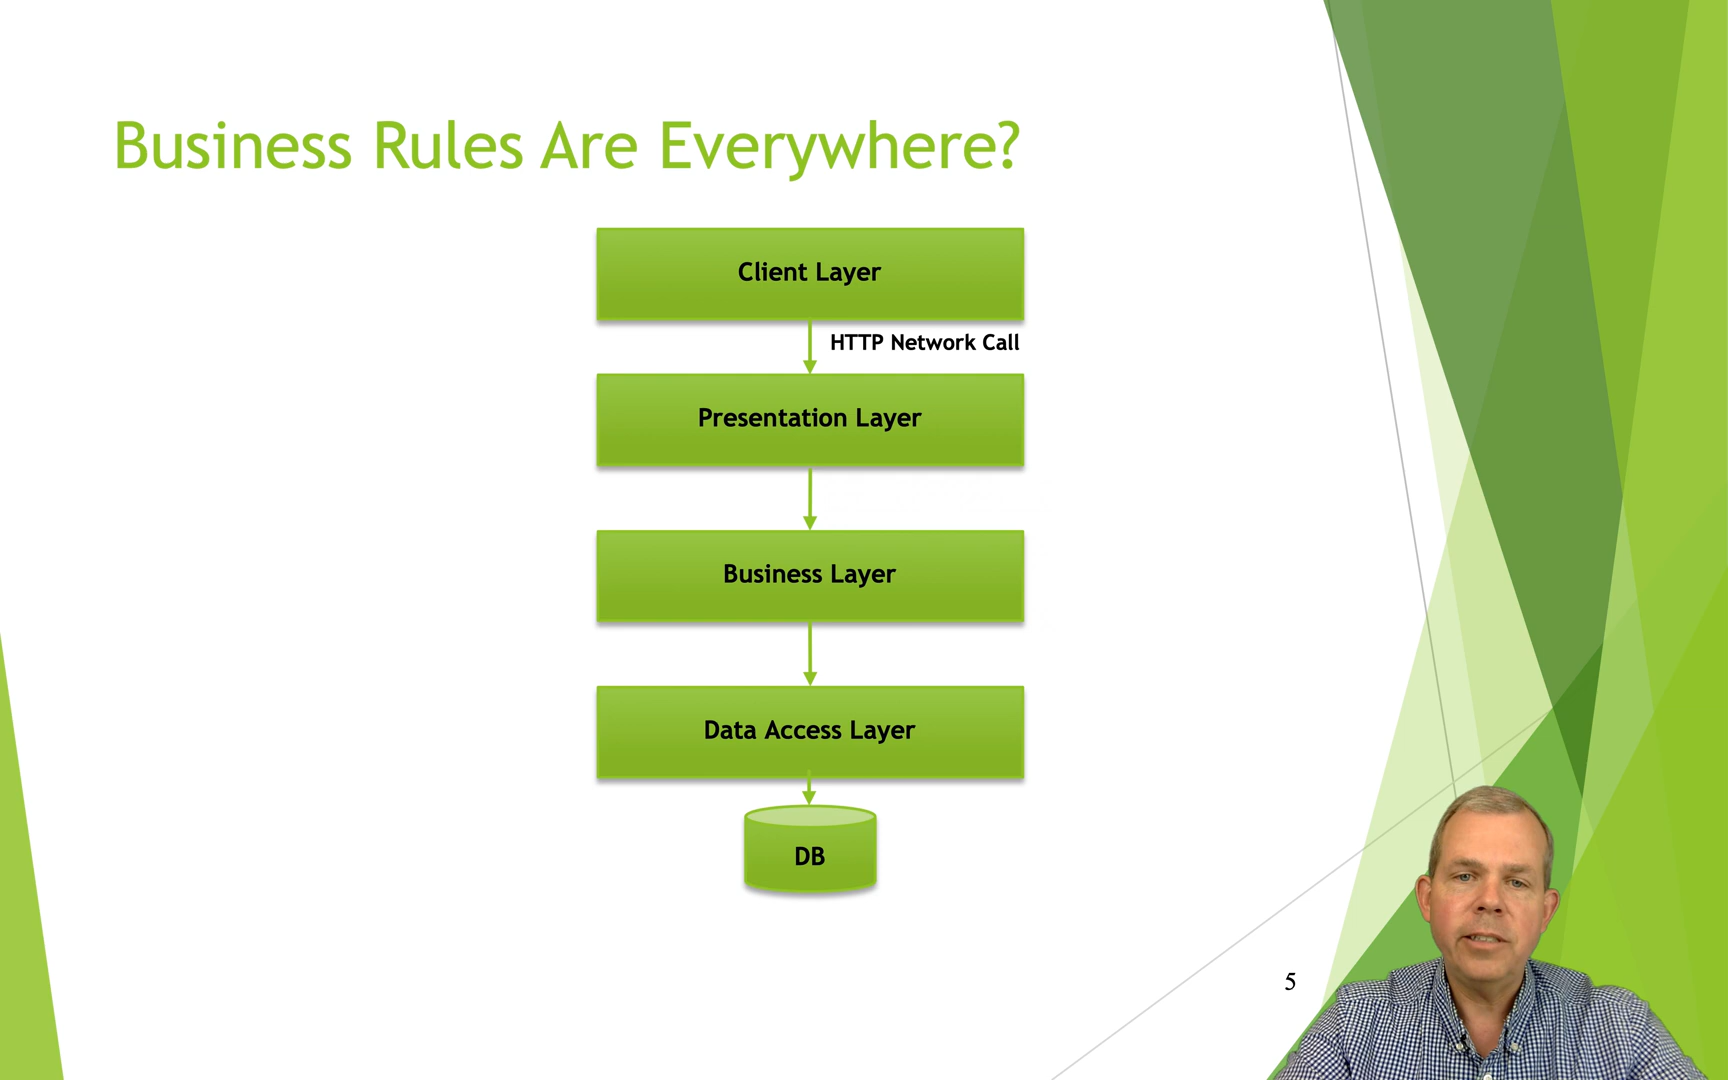 Business Rules Are Everywhere?
Client Layer
HTTP Network Call
Presentation Layer
Business Layer
Data Access Layer
DB
5